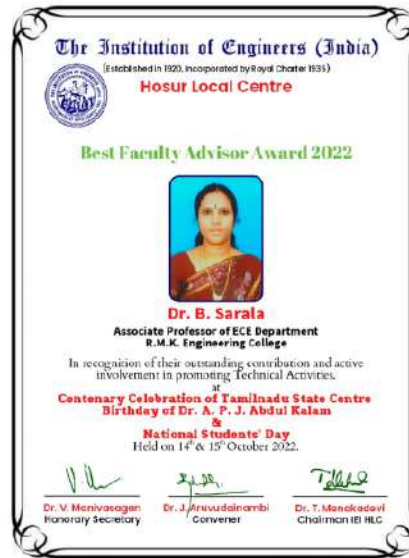 The Institution of Engineers (India)
(Established in 1920, Incorporated by Royal Charter 1935)
Hosur Local Centre
Best Faculty Advisor Award 2022
Dr. B. Sarala
Associate Professor of ECE Department
R.M.K. Engineering College
In recognition of their outstanding contribution and active
involvement in promoting Technical Activities.
at
Centenary Celebration of Tamilnadu State Centre
Birthday of Dr. A. P. J. Abdul Kalam
&
National Students' Day
Held on 14th & 15th October 2022.
Dr. V. Manivasagan
Honorary Secretary
Dr. J. Aruvudainambi
Convener
Dr. T. Menakadevi
Chairman IEI HLC